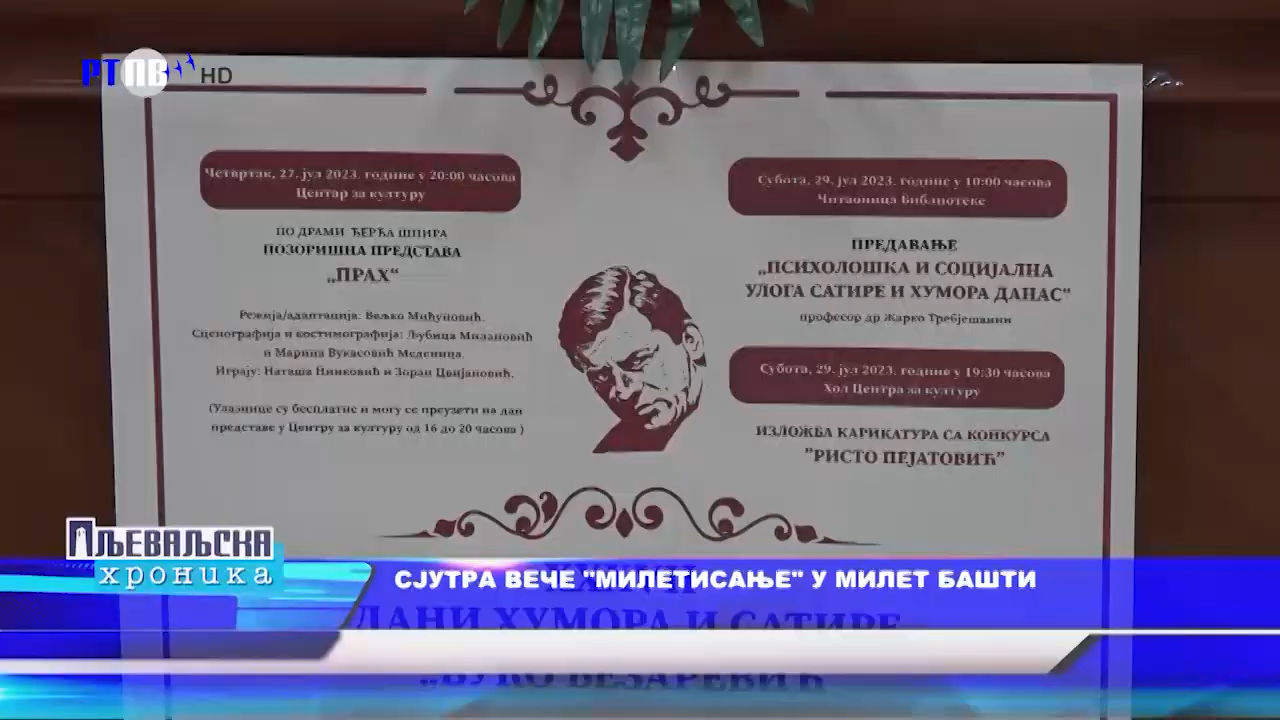 РТПВ HD
Четвртак, 27. јул 2023. године у 20:00 часова
Центар за културу
ПО ДРАМИ ЂЕРЂА ШПИРА
ПОЗОРИШНА ПРЕДСТАВА
„ПРАХ“
Режија/адаптација: Вељко Мићуновић.
Сценографија и костимографија: Љубица Милановић
и Марина Вукасовић Меденица.
Играју: Наташа Нинковић и Зоран Цвијановић.
(Улазнице су бесплатне и могу се преузети на дан
представе у Центру за културу од 16 до 20 часова )
Субота, 29. јул 2023. године у 10:00 часова
Читаоница Библиотеке
ПРЕДАВАЊЕ
„ПСИХОЛОШКА И СОЦИЈАЛНА
УЛОГА САТИРЕ И ХУМОРА ДАНАС“
професор др Жарко Требјешанин
Субота, 29. јул 2023. године у 19:30 часова
Хол Центра за културу
ИЗЛОЖБА КАРИКАТУРА СА КОНКУРСА
"РИСТО ПЕЈАТОВИЋ"
Пљеваљска
хроника
СЈУТРА ВЕЧЕ "МИЛЕТИСАЊЕ" У МИЛЕТ БАШТИ
ДАНИ ХУМОРА И САТИРЕ
„ВУКО БЕЗАРЕВИЋ